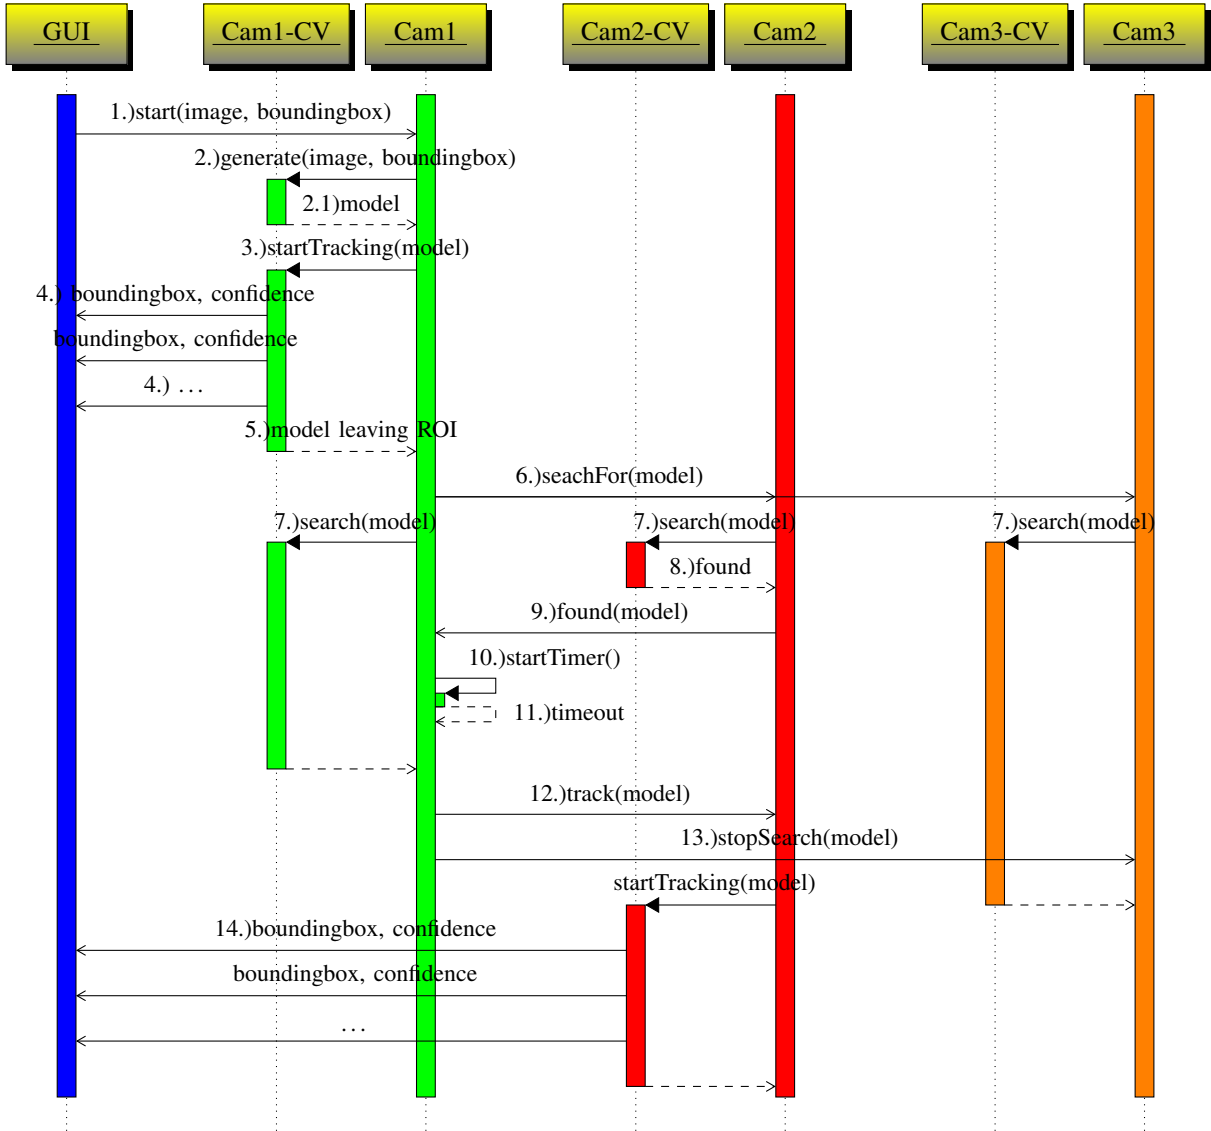 GUI
Cam1-CV
Cam1
Cam2-CV
Cam2
Cam3-CV
Cam3
1.)start(image, boundingbox)
2.)generate(image, boundingbox)
2.1)model
3.)startTracking(model)
4.) boundingbox, confidence
boundingbox, confidence
4.) ...
5.)model leaving ROI
6.)seachFor(model)
7.)search(model)
7.)search(model)
7.)search(model)
8.)found
9.)found(model)
10.)startTimer()
11.)timeout
12.)track(model)
13.)stopSearch(model)
startTracking(model)
14.)boundingbox, confidence
boundingbox, confidence
...